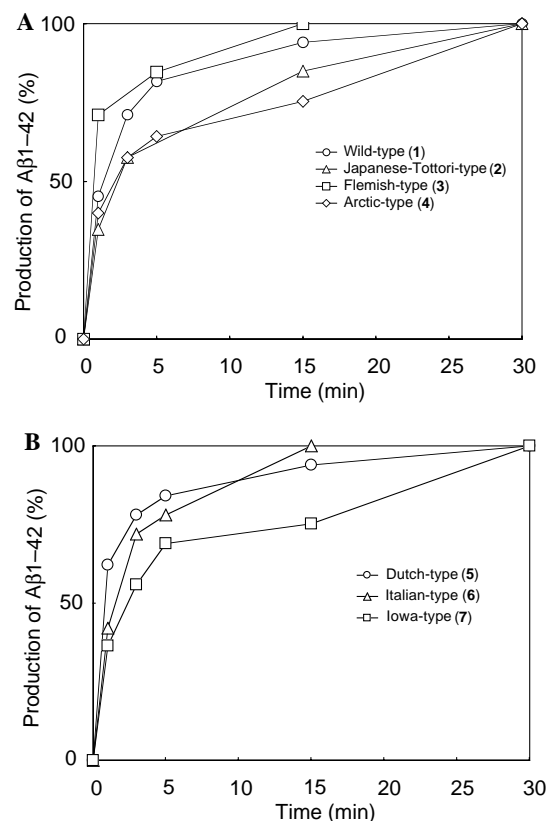 A
Production of Aβ1–42 (%)
100
50
0
Wild-type (1)
Japanese-Tottori-type (2)
Flemish-type (3)
Arctic-type (4)
0 5 10 15 20 25 30
Time (min)
B
Production of Aβ1–42 (%)
100
50
0
Dutch-type (5)
Italian-type (6)
Iowa-type (7)
0 5 10 15 20 25 30
Time (min)